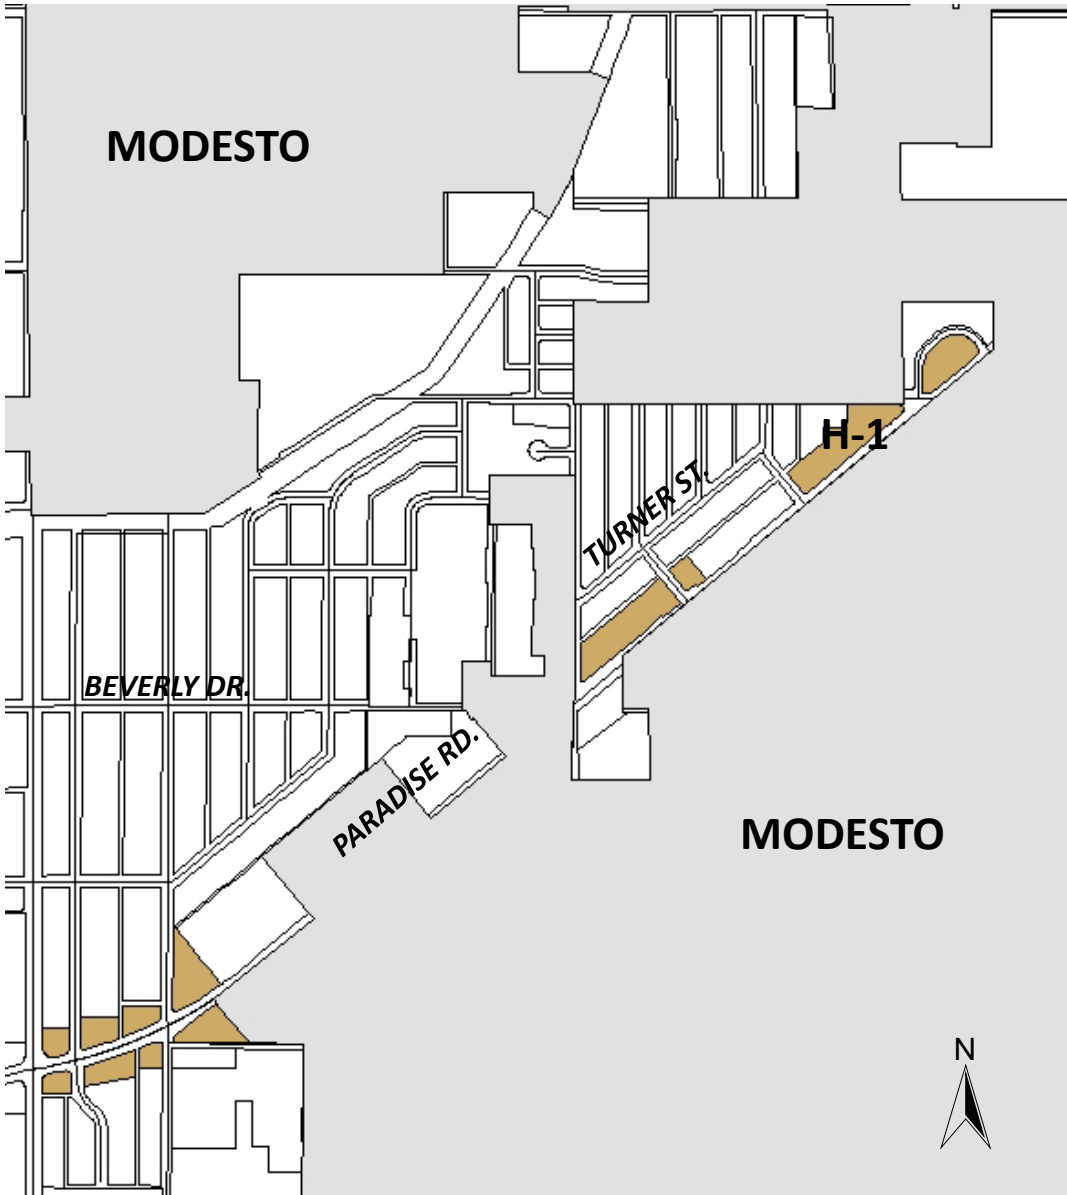 MODESTO
H-1
TURNER ST.
BEVERLY DR.
PARADISE RD.
MODESTO
N